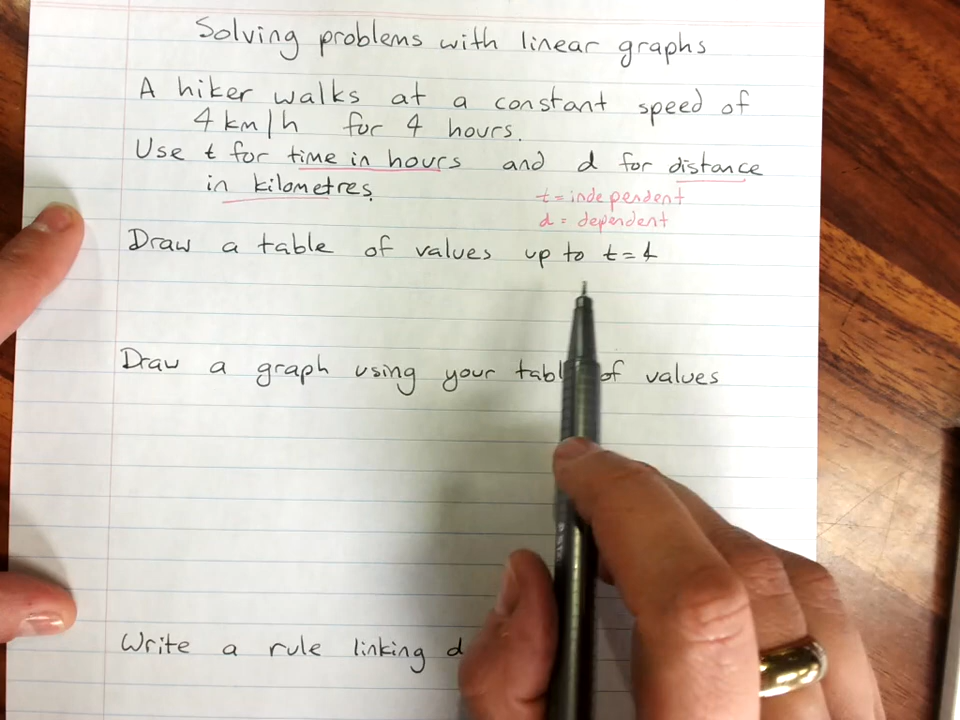 Solving problems with linear graphs
A hiker walks at a constant speed of
4 km/h for 4 hours.
Use t for time in hours and d for distance
in kilometres.
t = independent
d = dependent
Draw a table of values up to t = 4
Draw a graph using your of values
Write a rule linking d